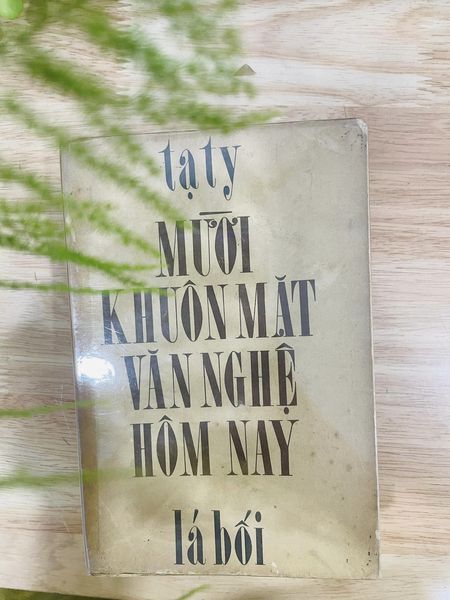 tạ ty
MƯỜI
KHUÔN MẶT
VĂN NGHỆ
HÔM NAY
lá bối